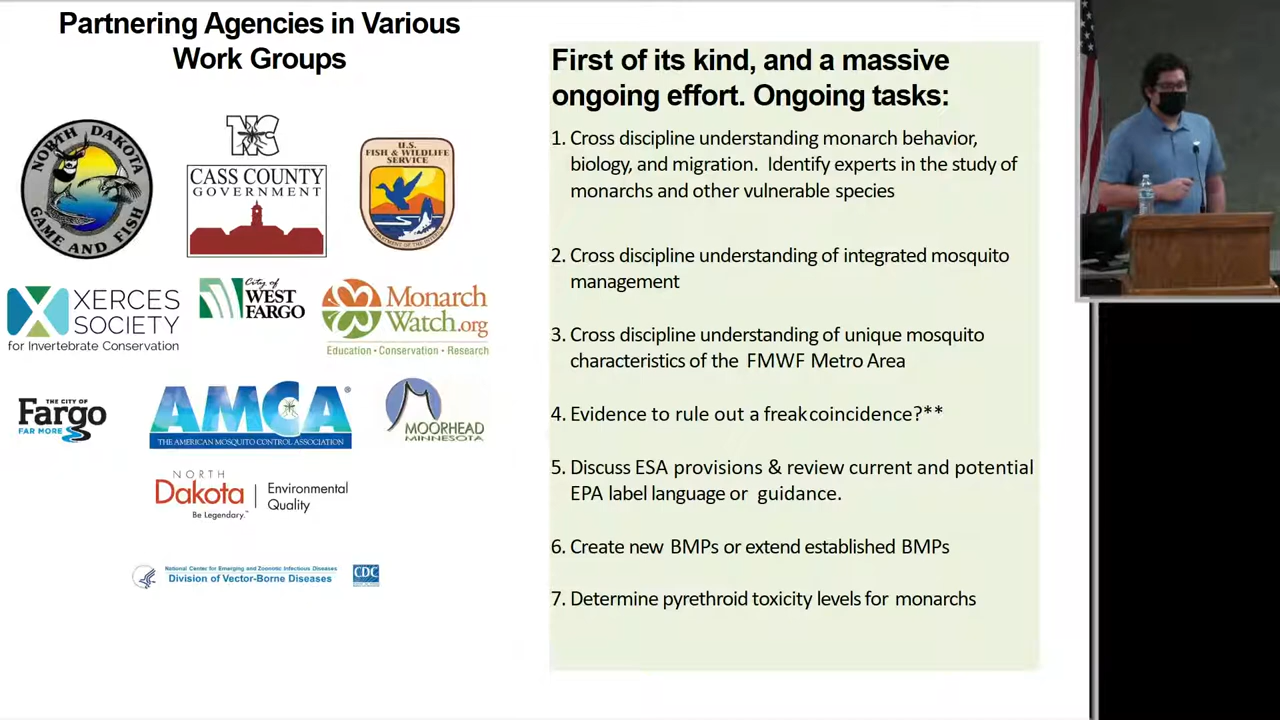 Partnering Agencies in Various
Work Groups
NORTH DAKOTA
GAME AND FISH
CASS COUNTY
GOVERNMENT
U.S.
FISH & WILDLIFE
SERVICE
DEPARTMENT OF THE INTERIOR
XERCES
SOCIETY
for Invertebrate Conservation
City of
WEST
FARGO
Monarch
Watch.org
Education • Conservation • Research
THE CITY OF
Fargo
FAR MORE
AMCA®
THE AMERICAN MOSQUITO CONTROL ASSOCIATION
MOORHEAD
MINNESOTA
NORTH
Dakota
Be Legendary.™
Environmental
Quality
National Center for Emerging and Zoonotic Infectious Diseases
Division of Vector-Borne Diseases
CDC
First of its kind, and a massive
ongoing effort. Ongoing tasks:
1. Cross discipline understanding monarch behavior,
biology, and migration. Identify experts in the study of
monarchs and other vulnerable species
2. Cross discipline understanding of integrated mosquito
management
3. Cross discipline understanding of unique mosquito
characteristics of the FMWF Metro Area
4. Evidence to rule out a freak coincidence?**
5. Discuss ESA provisions & review current and potential
EPA label language or guidance.
6. Create new BMPs or extend established BMPs
7. Determine pyrethroid toxicity levels for monarchs